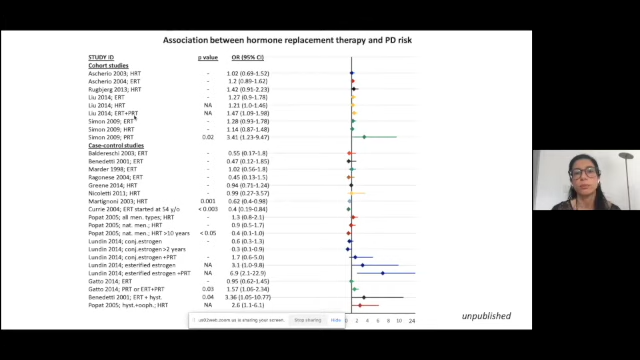 Association between hormone replacement therapy and PD risk
STUDY ID p value OR (95% CI)
Cohort studies
Ascherio 2003; HRT - 1.02 (0.69-1.52)
Ascherio 2004; ERT - 1.2 (0.89-1.62)
Rugbjerg 2013; HRT - 1.42 (0.91-2.23)
Liu 2014; ERT - 1.27 (0.9-1.78)
Liu 2014; HRT NA 1.21 (1.0-1.46)
Liu 2014; ERT+PRT NA 1.47 (1.09-1.98)
Simon 2009; ERT - 1.28 (0.93-1.78)
Simon 2009; HRT - 1.14 (0.87-1.48)
Simon 2009; PRT 0.02 3.41 (1.23-9.47)
Case-control studies
Baldereschi 2003; ERT - 0.55 (0.17-1.8)
Benedetti 2001; ERT - 0.47 (0.12-1.85)
Marder 1998; ERT - 1.02 (0.56-1.8)
Ragonese 2004; ERT - 0.45 (0.13-1.5)
Greene 2014; HRT - 0.94 (0.71-1.24)
Nicoletti 2011; HRT - 0.99 (0.27-3.57)
Martignoni 2003; HRT 0.001 0.62 (0.4-0.98)
Currie 2004; ERT started at 54 y/o < 0.003 0.4 (0.19-0.84)
Popat 2005; all men. types; HRT - 1.3 (0.8-2.1)
Popat 2005; nat. men.; HRT - 0.9 (0.5-1.7)
Popat 2005; nat. men.; HRT >10 years < 0.05 0.4 (0.1-1.0)
Lundin 2014; conj.estrogen - 0.6 (0.3-1.3)
Lundin 2014; conj.estrogen >2 years - 0.3 (0.1-0.9)
Lundin 2014; conj.estrogen +PRT - 1.7 (0.6-5.0)
Lundin 2014; esterified estrogen NA 3.1 (1.0-9.8)
Lundin 2014; esterified estrogen +PRT NA 6.9 (2.1-22.9)
Gatto 2014; ERT - 0.95 (0.62-1.45)
Gatto 2014; PRT or ERT+PRT 0.03 1.57 (1.06-2.34)
Benedetti 2001; ERT + hyst. 0.04 3.36 (1.05-10.77)
Popat 2005; hyst.+ooph.; HRT NA 2.6 (1.1-6.1)
0 2 4 6 8 10 24
unpublished
us02web.zoom.us is sharing your screen. Stop sharing Hide